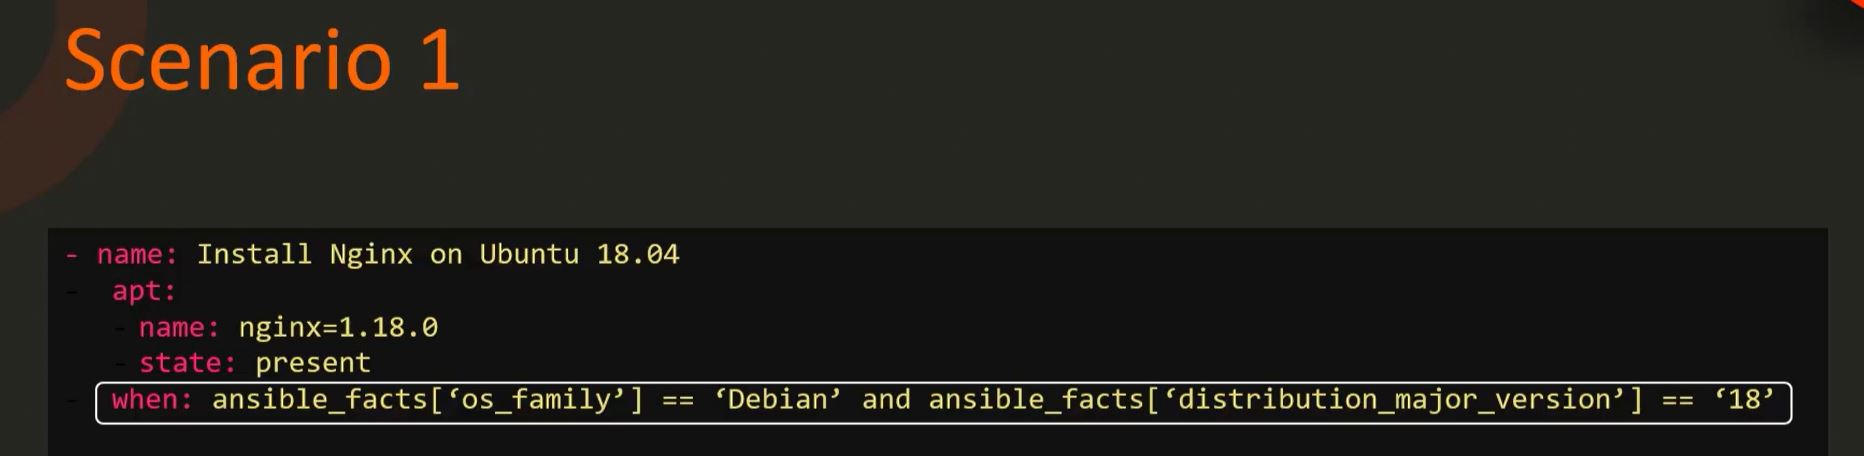 Scenario 1
- name: Install Nginx on Ubuntu 18.04
- apt:
- name: nginx=1.18.0
- state: present
- when: ansible_facts[‘os_family’] == ‘Debian’ and ansible_facts[‘distribution_major_version’] == ‘18’